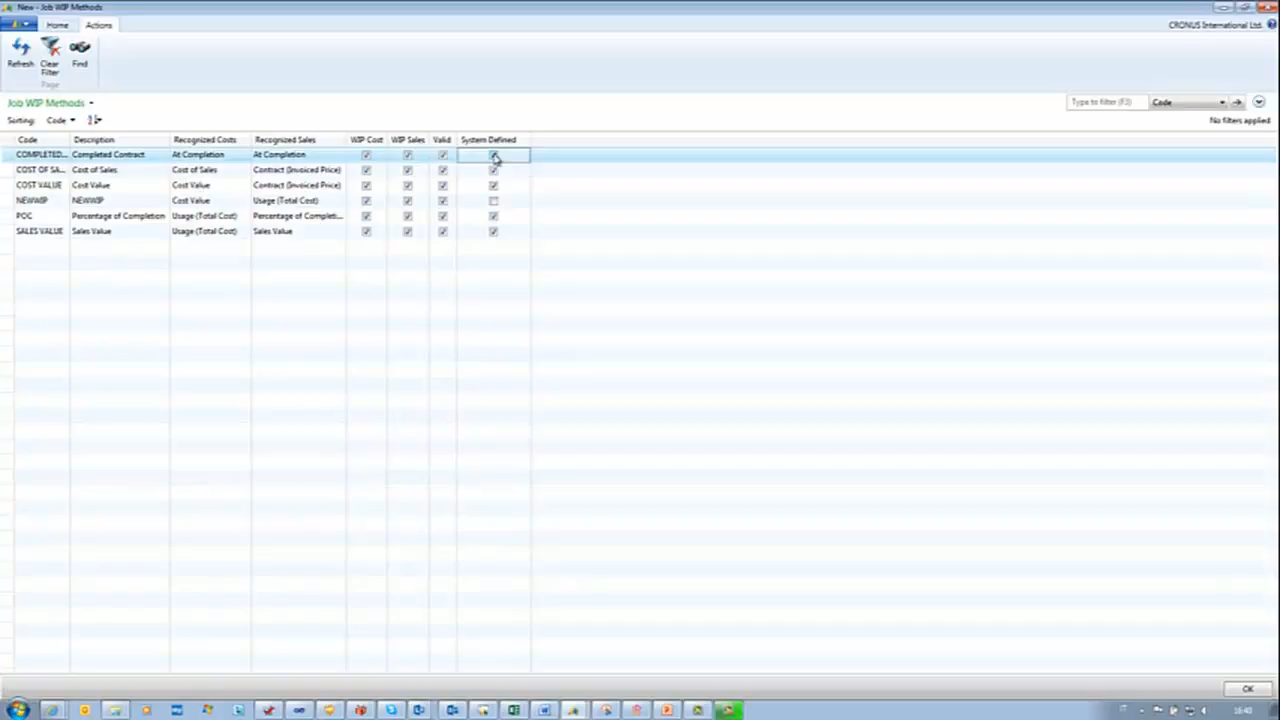 New - Job WIP Methods
Home Actions CRONUS International Ltd.
Refresh Clear Filter Find
Page
Job WIP Methods Type to filter (F3) Code
Sorting: Code No filters applied
Code Description Recognized Costs Recognized Sales WIP Cost WIP Sales Valid System Defined
COMPLETED... Completed Contract At Completion At Completion
COST OF SA... Cost of Sales Cost of Sales Contract (Invoiced Price)
COST VALUE Cost Value Cost Value Contract (Invoiced Price)
NEWWIP NEWWIP Cost Value Usage (Total Cost)
POC Percentage of Completion Usage (Total Cost) Percentage of Completi...
SALES VALUE Sales Value Usage (Total Cost) Sales Value
OK
IT 16:40